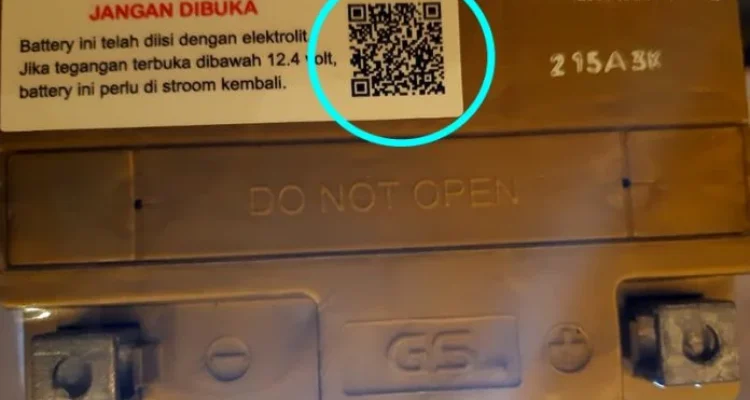 JANGAN DIBUKA
Battery ini telah diisi dengan elektrolit
Jika tegangan terbuka dibawah 12.4 volt,
battery ini perlu di stroom kembali.
215A3K
DO NOT OPEN
GS